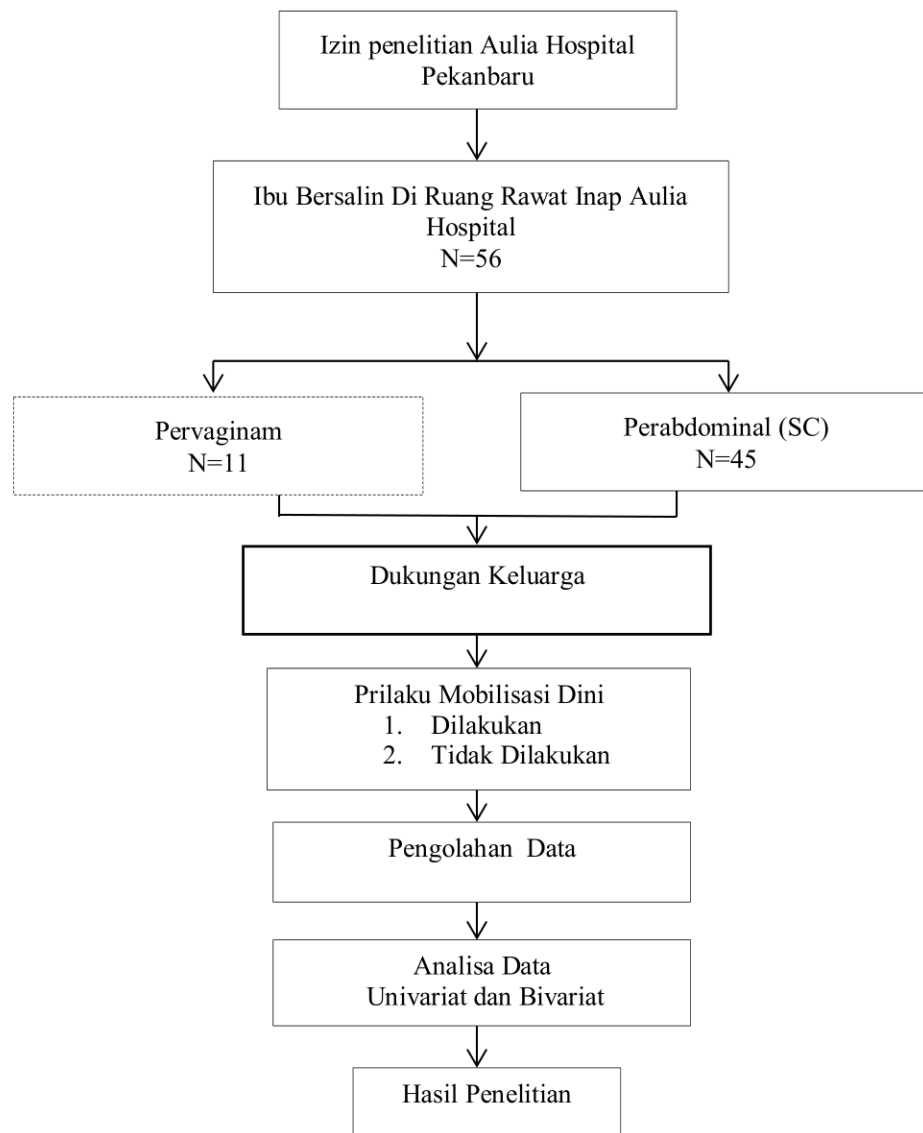 Izin penelitian Aulia Hospital
Pekanbaru
Ibu Bersalin Di Ruang Rawat Inap Aulia
Hospital
N=56
Pervaginam
N=11
Perabdominal (SC)
N=45
Dukungan Keluarga
Prilaku Mobilisasi Dini
1. Dilakukan
2. Tidak Dilakukan
Pengolahan Data
Analisa Data
Univariat dan Bivariat
Hasil Penelitian